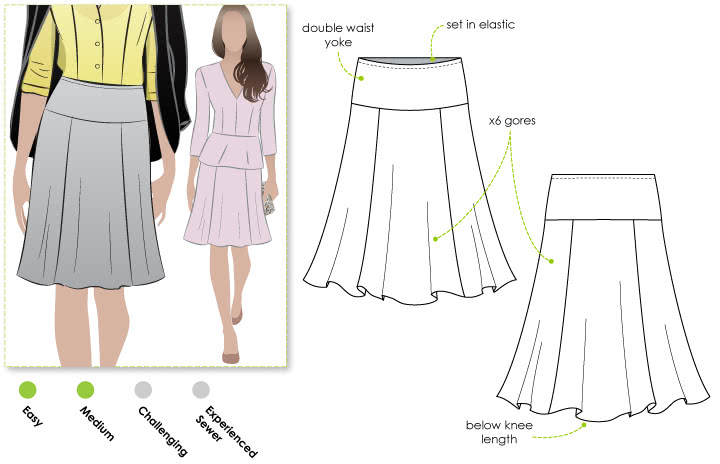 double waist
yoke
set in elastic
x6 gores
below knee
length
Easy
Medium
Challenging
Experienced
Sewer